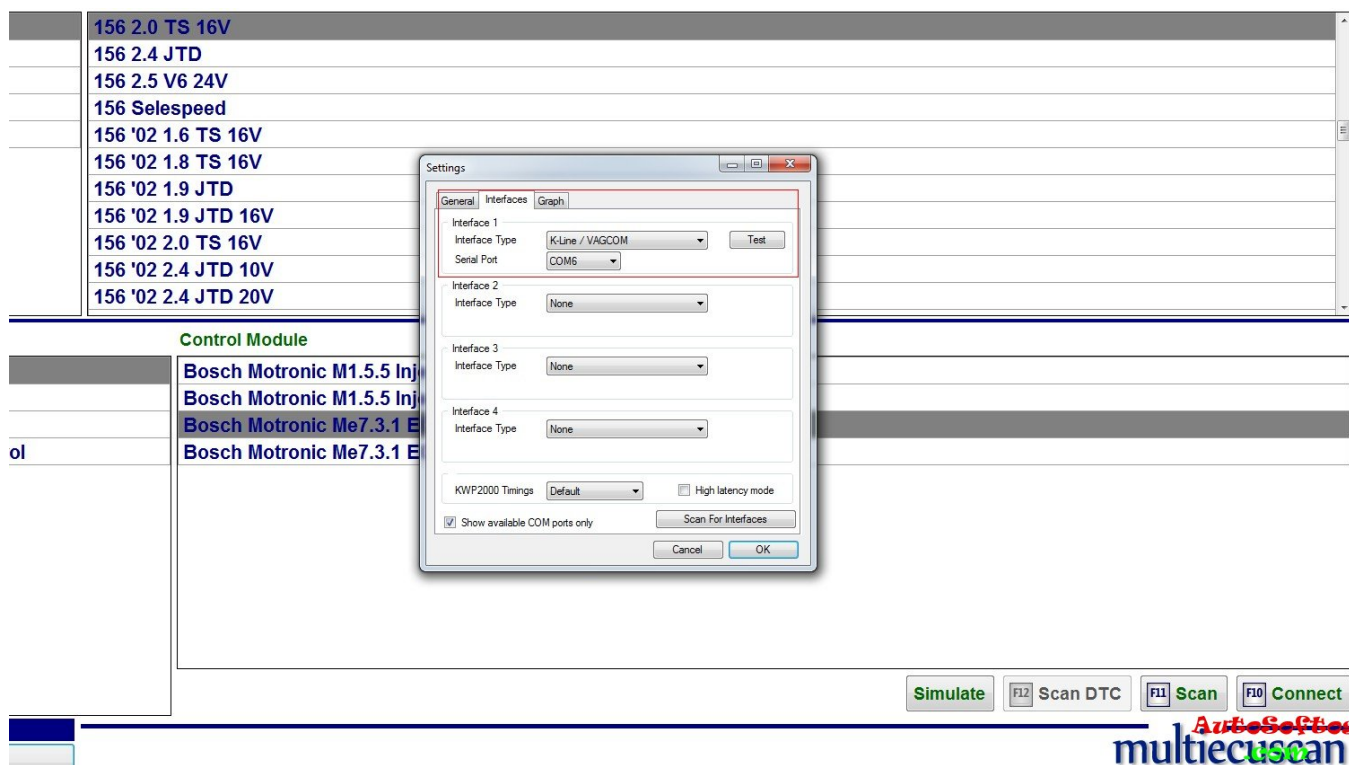 156 2.0 TS 16V
156 2.4 JTD
156 2.5 V6 24V
156 Selespeed
156 '02 1.6 TS 16V
156 '02 1.8 TS 16V
156 '02 1.9 JTD
156 '02 1.9 JTD 16V
156 '02 2.0 TS 16V
156 '02 2.4 JTD 10V
156 '02 2.4 JTD 20V
Settings
General Interfaces Graph
Interface 1
Interface Type K-Line / VAGCOM Test
Serial Port COM6
Interface 2
Interface Type None
Interface 3
Interface Type None
Interface 4
Interface Type None
KWP2000 Timings Default High latency mode
Show available COM ports only Scan For Interfaces
Cancel OK
Control Module
Bosch Motronic M1.5.5 Inj
Bosch Motronic M1.5.5 Inj
Bosch Motronic Me7.3.1 E
ol Bosch Motronic Me7.3.1 E
Simulate F12 Scan DTC F11 Scan F10 Connect
multiecuscan
.com